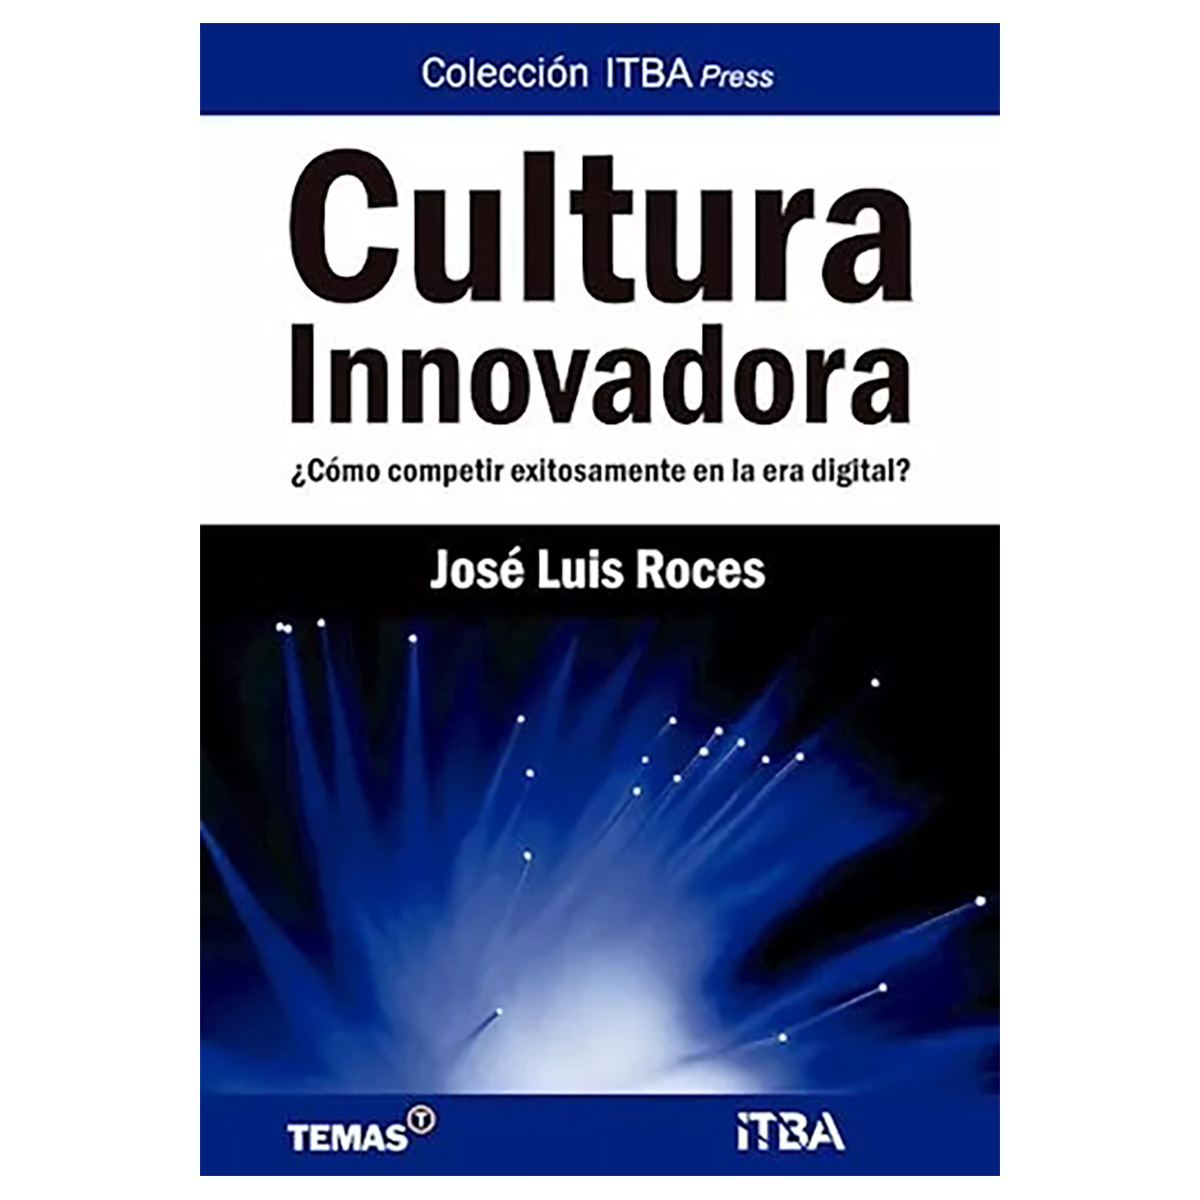 Colección ITBA Press
Cultura
Innovadora
¿Cómo competir exitosamente en la era digital?
José Luis Roces
TEMAS T
ITBA